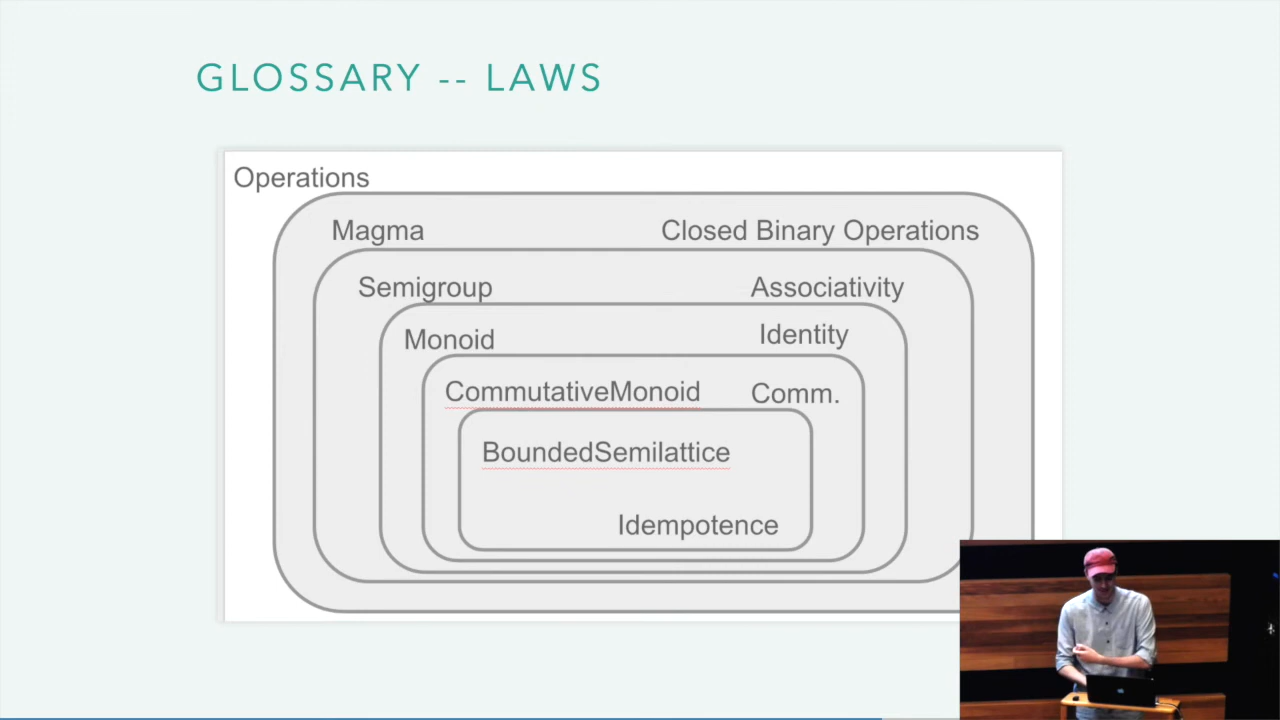 GLOSSARY -- LAWS
Operations
Magma Closed Binary Operations
Semigroup Associativity
Monoid Identity
CommutativeMonoid Comm.
BoundedSemilattice
Idempotence